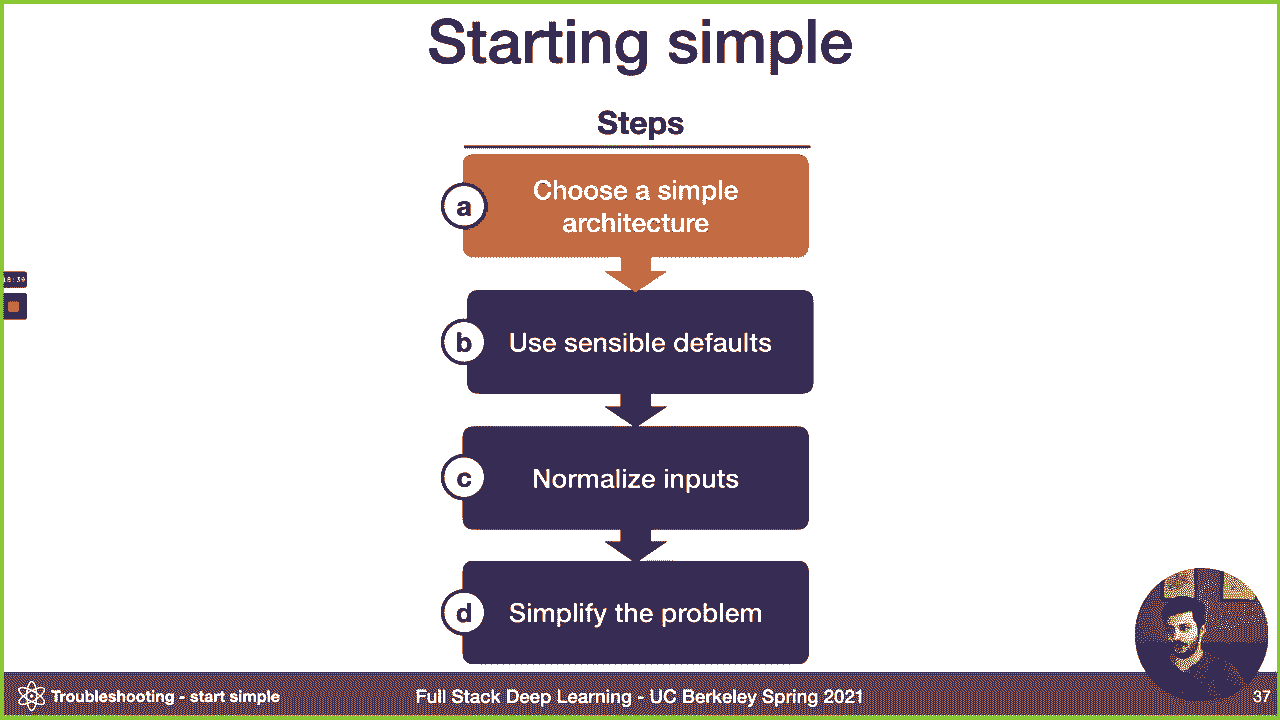 Starting simple
Steps
a
Choose a simple
architecture
b
Use sensible defaults
c
Normalize inputs
d
Simplify the problem
Troubleshooting - start simple
Full Stack Deep Learning - UC Berkeley Spring 2021
37